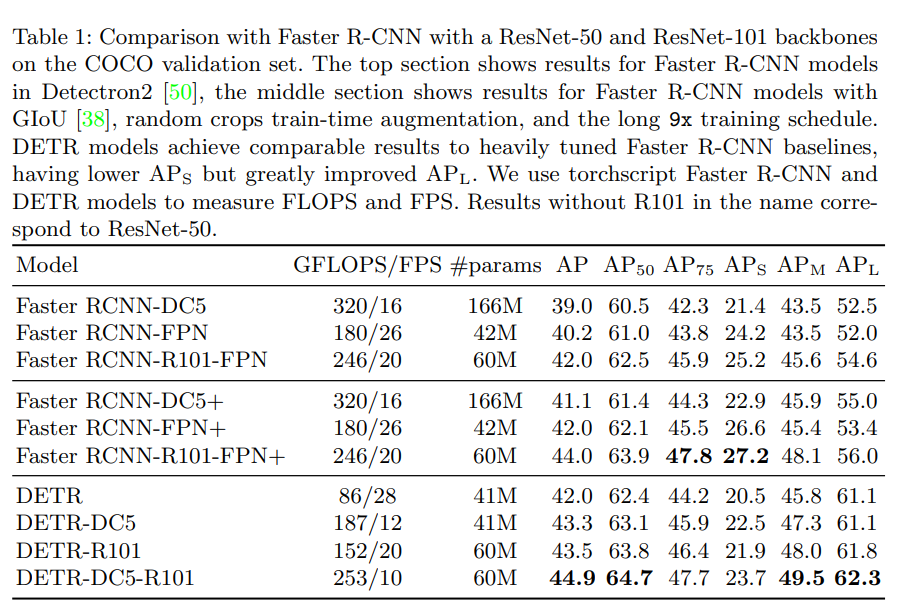 Table 1: Comparison with Faster R-CNN with a ResNet-50 and ResNet-101 backbones
on the COCO validation set. The top section shows results for Faster R-CNN models
in Detectron2 [50], the middle section shows results for Faster R-CNN models with
GIoU [38], random crops train-time augmentation, and the long 9x training schedule.
DETR models achieve comparable results to heavily tuned Faster R-CNN baselines,
having lower APS but greatly improved APL. We use torchscript Faster R-CNN and
DETR models to measure FLOPS and FPS. Results without R101 in the name corre-
spond to ResNet-50.
Model GFLOPS/FPS #params AP AP50 AP75 APS APM APL
Faster RCNN-DC5 320/16 166M 39.0 60.5 42.3 21.4 43.5 52.5
Faster RCNN-FPN 180/26 42M 40.2 61.0 43.8 24.2 43.5 52.0
Faster RCNN-R101-FPN 246/20 60M 42.0 62.5 45.9 25.2 45.6 54.6
Faster RCNN-DC5+ 320/16 166M 41.1 61.4 44.3 22.9 45.9 55.0
Faster RCNN-FPN+ 180/26 42M 42.0 62.1 45.5 26.6 45.4 53.4
Faster RCNN-R101-FPN+ 246/20 60M 44.0 63.9 47.8 27.2 48.1 56.0
DETR 86/28 41M 42.0 62.4 44.2 20.5 45.8 61.1
DETR-DC5 187/12 41M 43.3 63.1 45.9 22.5 47.3 61.1
DETR-R101 152/20 60M 43.5 63.8 46.4 21.9 48.0 61.8
DETR-DC5-R101 253/10 60M 44.9 64.7 47.7 23.7 49.5 62.3